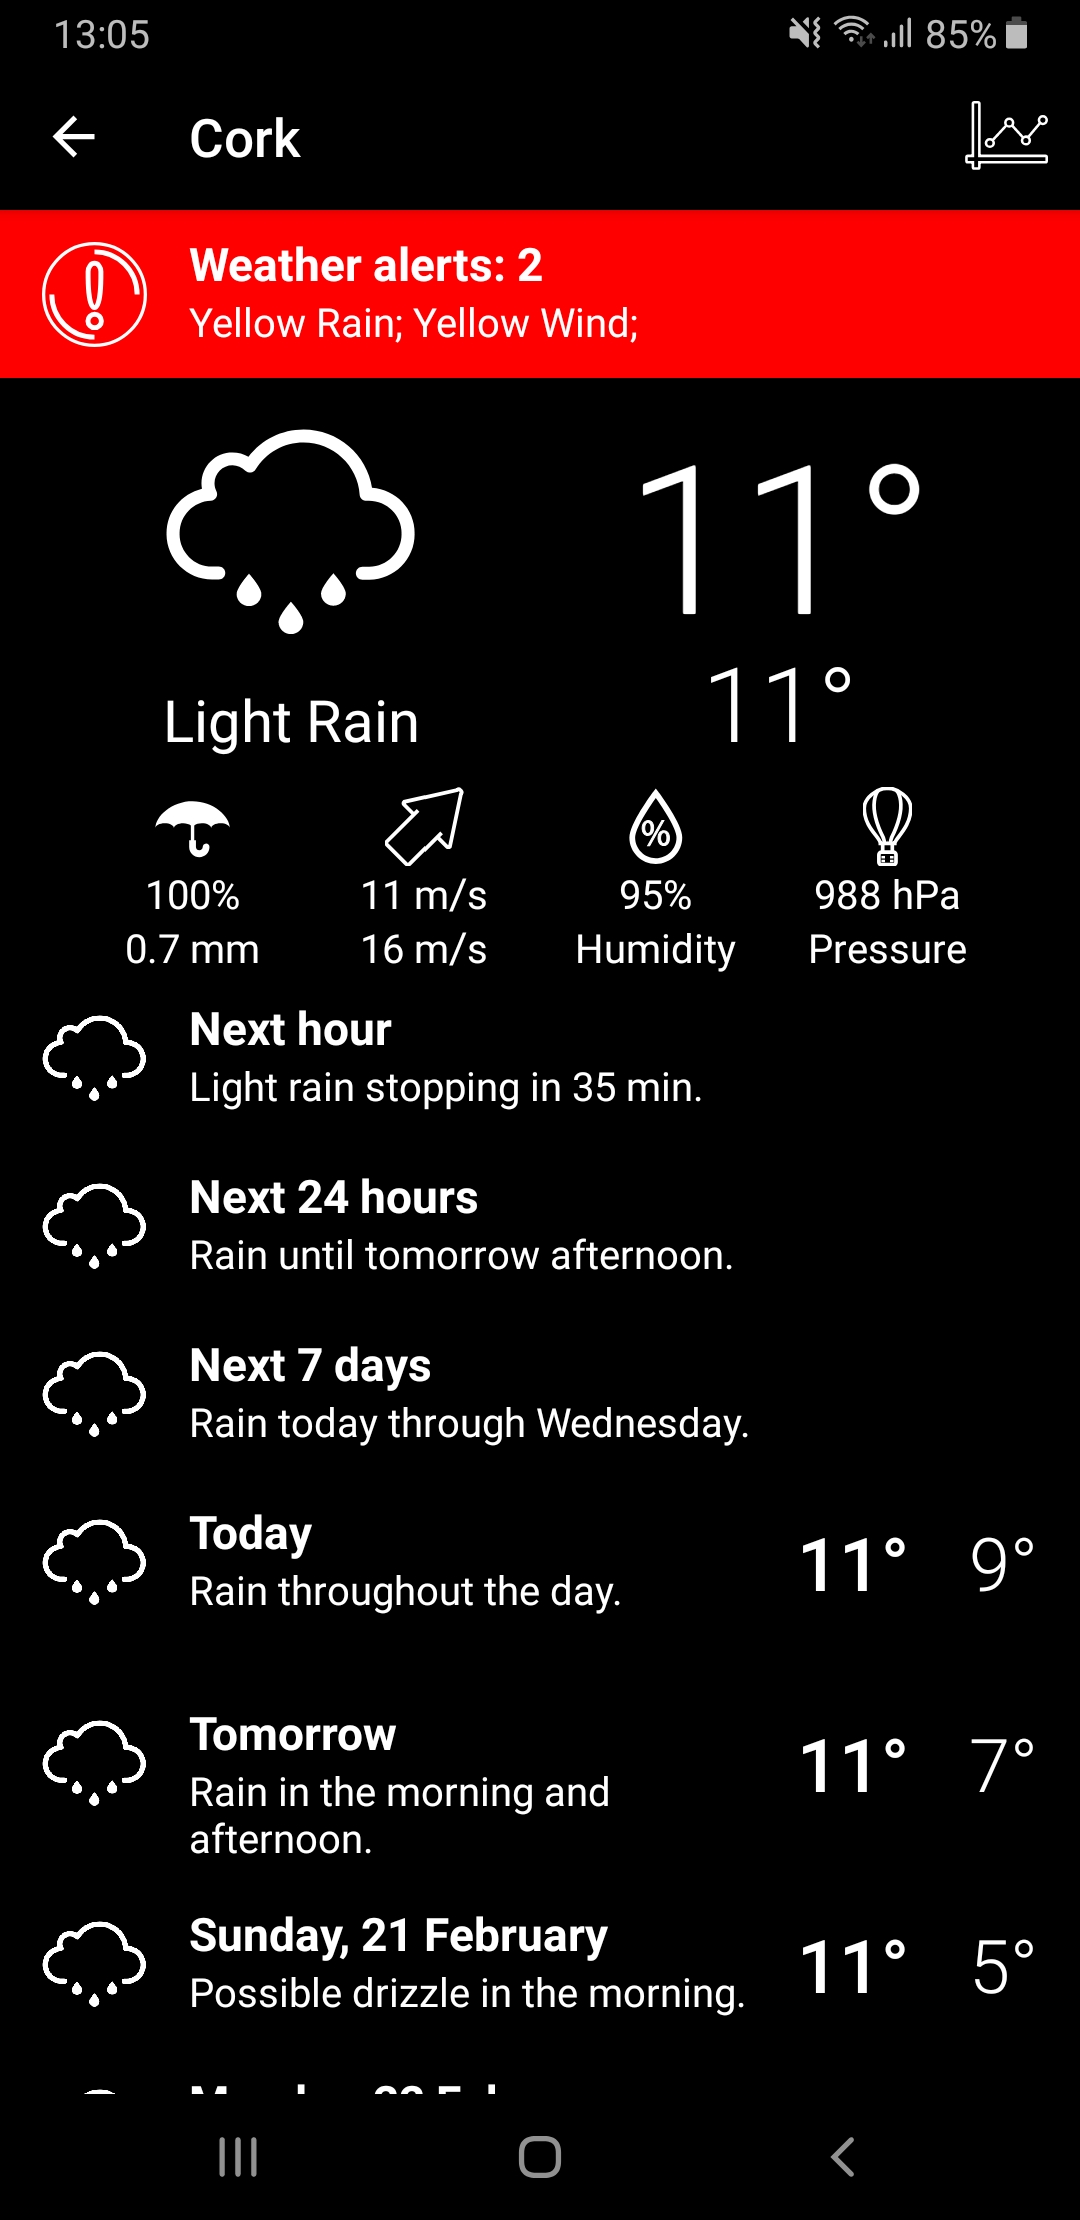 13:05
85%
Cork
Weather alerts: 2
Yellow Rain; Yellow Wind;
11°
11°
Light Rain
%
100% 11 m/s 95% 988 hPa
0.7 mm 16 m/s Humidity Pressure
Next hour
Light rain stopping in 35 min.
Next 24 hours
Rain until tomorrow afternoon.
Next 7 days
Rain today through Wednesday.
Today
Rain throughout the day.
11° 9°
Tomorrow
Rain in the morning and
afternoon.
11° 7°
Sunday, 21 February
Possible drizzle in the morning.
11° 5°